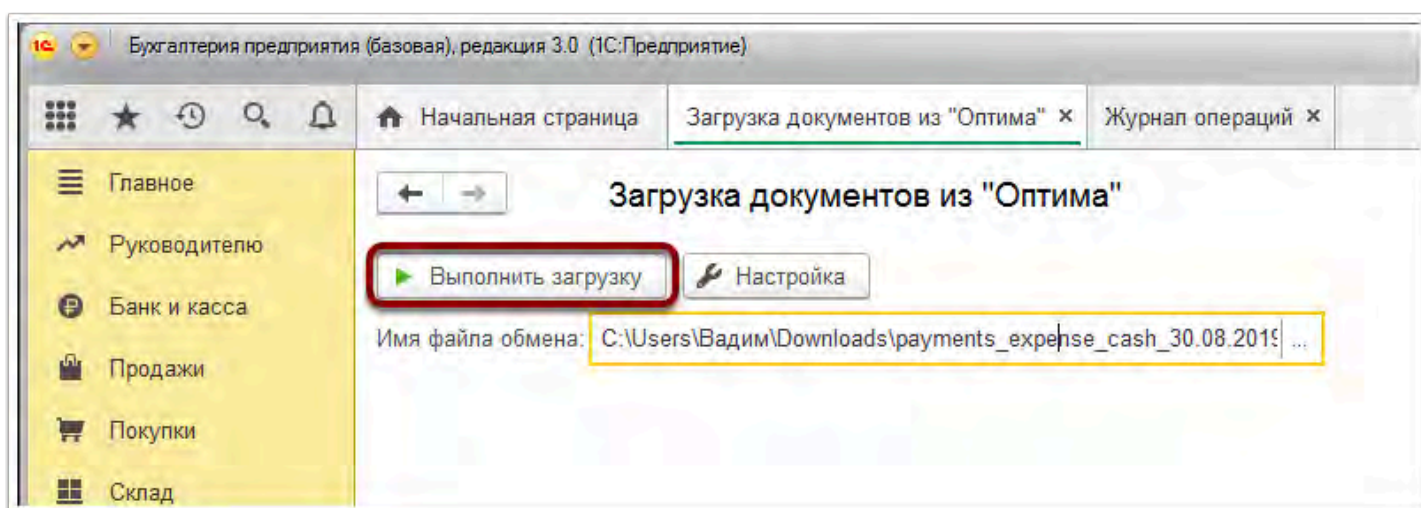 1С Бухгалтерия предприятия (базовая), редакция 3.0 (1С:Предприятие)
Начальная страница Загрузка документов из "Оптима" × Журнал операций ×
Главное
Загрузка документов из "Оптима"
Руководителю
Выполнить загрузку Настройка
Банк и касса
Имя файла обмена: C:\Users\Вадим\Downloads\payments_expense_cash_30.08.2019 ...
Продажи
Покупки
Склад